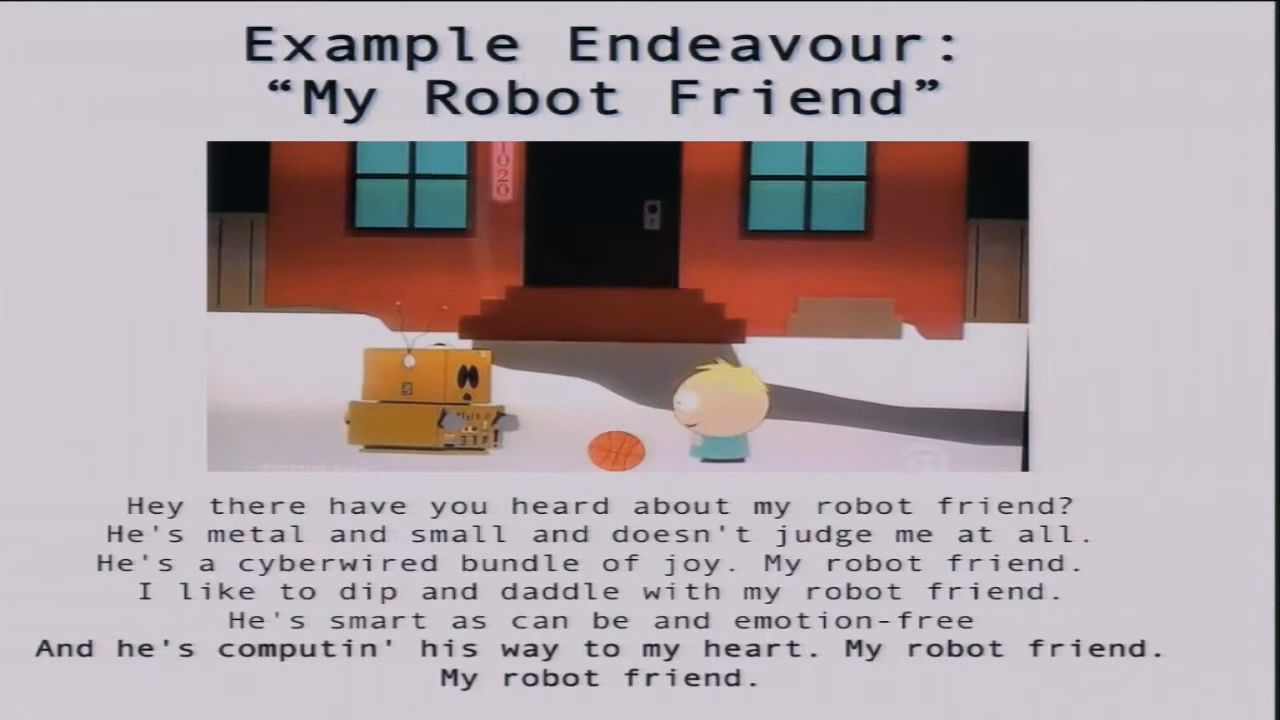 Example Endeavour:
“My Robot Friend”
1020
Hey there have you heard about my robot friend?
He's metal and small and doesn't judge me at all.
He's a cyberwired bundle of joy. My robot friend.
I like to dip and daddle with my robot friend.
He's smart as can be and emotion-free
And he's computin' his way to my heart. My robot friend.
My robot friend.